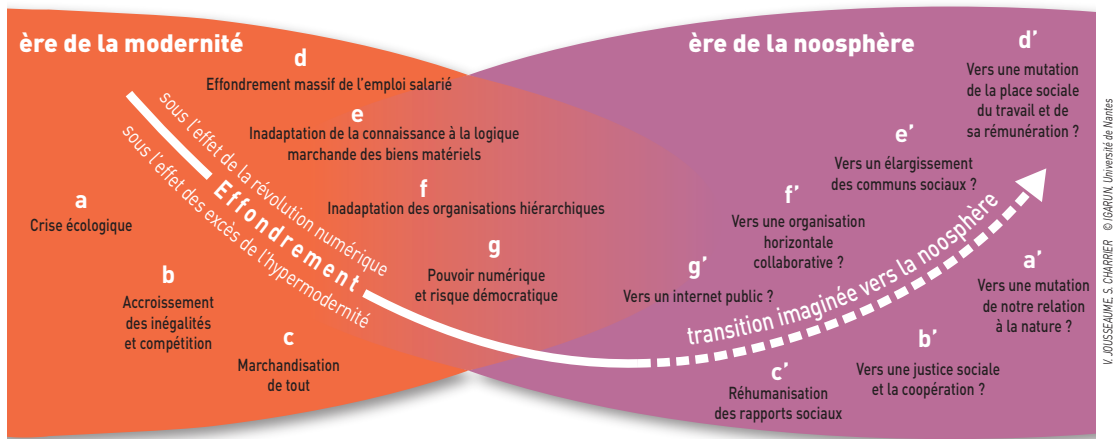 ère de la modernité
d
Effondrement massif de l'emploi salarié
e
Inadaptation de la connaissance à la logique
marchande des biens matériels
f
Inadaptation des organisations hiérarchiques
g
Pouvoir numérique
et risque démocratique
sous l'effet de la révolution numérique
Effondrement
sous l'effet des excès de l'hypermodernité
a
Crise écologique
b
Accroissement
des inégalités
et compétition
c
Marchandisation
de tout
ère de la noosphère
d'
Vers une mutation
de la place sociale
du travail et de
sa rémunération ?
e'
Vers un élargissement
des communs sociaux ?
f'
Vers une organisation
horizontale
collaborative ?
g'
Vers un internet public ?
transition imaginée vers la noosphère
a'
Vers une mutation
de notre relation
à la nature ?
b'
Vers une justice sociale
et la coopération ?
c'
Réhumanisation
des rapports sociaux
V. JOUSSEAUME, S. CHARRIER © IGARUN, Université de Nantes